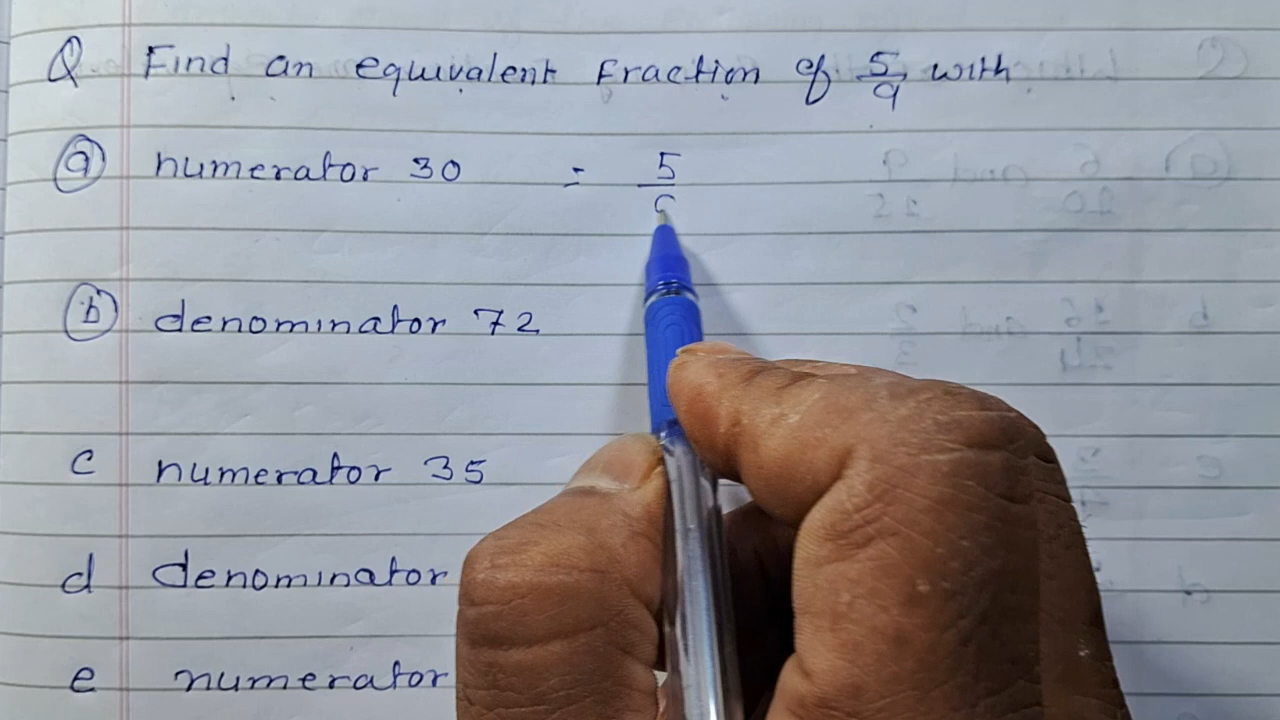 Q Find an equivalent Fraction of 5/9 with
a numerator 30 = 5/
b denominator 72
c numerator 35
d denominator
e numerator